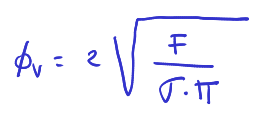 ϕᵥ = 2 √(F / (σ · π))